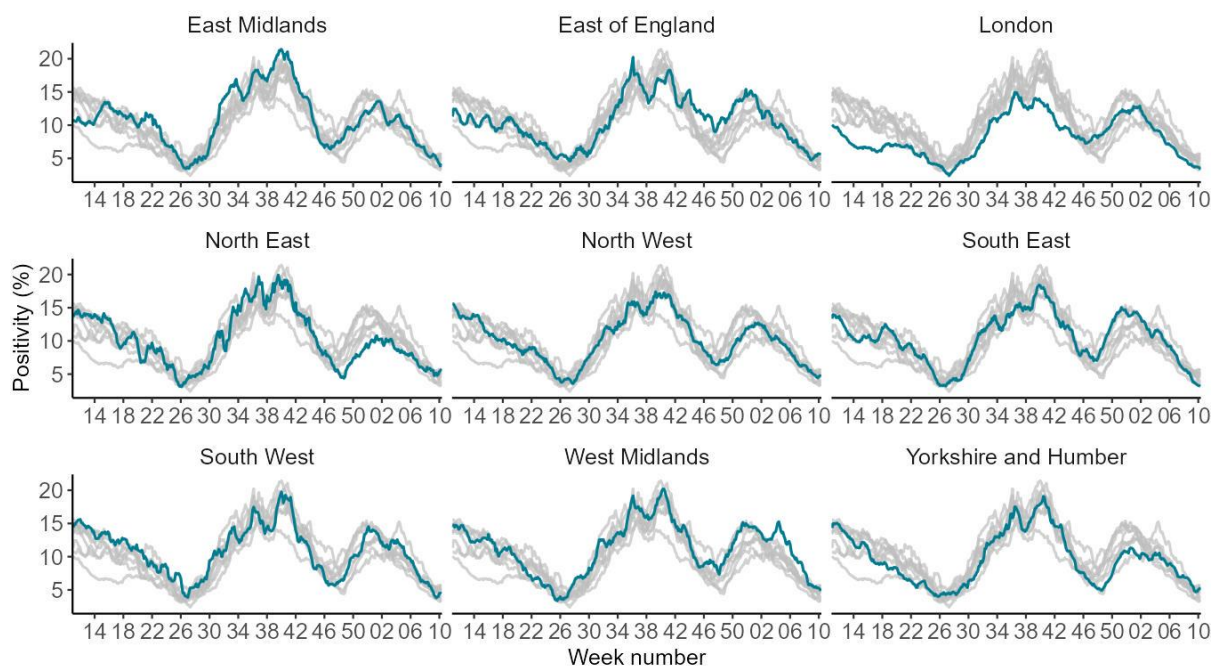 East Midlands
East of England
London
20
15
10
5
14 18 22 26 30 34 38 42 46 50 02 06 10
14 18 22 26 30 34 38 42 46 50 02 06 10
14 18 22 26 30 34 38 42 46 50 02 06 10
North East
North West
South East
Positivity (%)
20
15
10
5
14 18 22 26 30 34 38 42 46 50 02 06 10
14 18 22 26 30 34 38 42 46 50 02 06 10
14 18 22 26 30 34 38 42 46 50 02 06 10
South West
West Midlands
Yorkshire and Humber
20
15
10
5
14 18 22 26 30 34 38 42 46 50 02 06 10
14 18 22 26 30 34 38 42 46 50 02 06 10
14 18 22 26 30 34 38 42 46 50 02 06 10
Week number